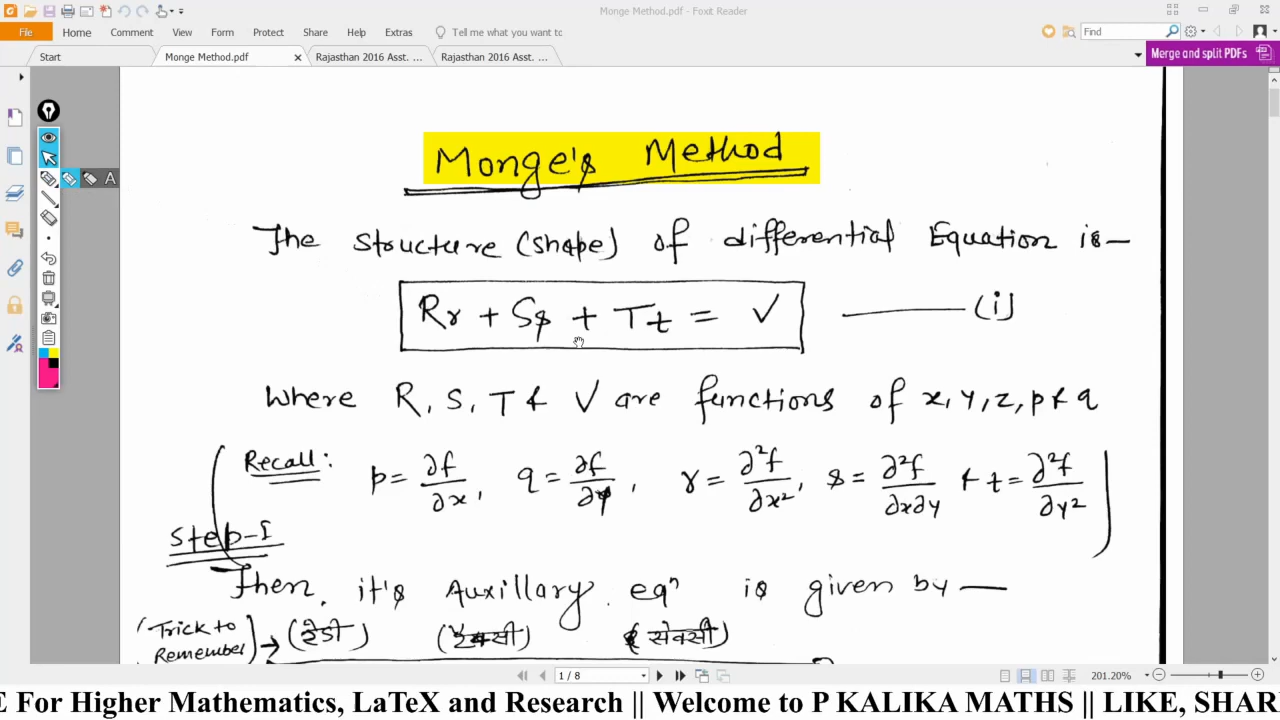 Monge Method.pdf - Foxit Reader
File Home Comment View Form Protect Share Help Extras Tell me what you want to Find
Start Monge Method.pdf Rajasthan 2016 Asst. ... Rajasthan 2016 Asst. ... Merge and split PDFs
A
Monge's Method
The structure (shape) of differential Equation is—
Rr + Ss + Tt = V ——— (i)
where R, S, T & V are functions of x, y, z, p & q
Recall: p = ∂f/∂x, q = ∂f/∂y, r = ∂²f/∂x², s = ∂²f/∂x∂y & t = ∂²f/∂y²
Step-I
Then, it's Auxillary eqⁿ is given by —
(Trick to Remember) → (रेडी) (सेक्सी)
1 / 8 201.20%
E For Higher Mathematics, LaTeX and Research || Welcome to P KALIKA MATHS || LIKE, SHAR